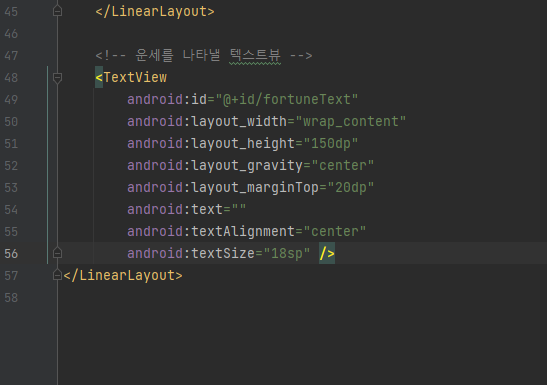 45 </LinearLayout>
46
47 <!-- 운세를 나타낼 텍스트뷰 -->
48 <TextView
49 android:id="@+id/fortuneText"
50 android:layout_width="wrap_content"
51 android:layout_height="150dp"
52 android:layout_gravity="center"
53 android:layout_marginTop="20dp"
54 android:text=""
55 android:textAlignment="center"
56 android:textSize="18sp" />
57 </LinearLayout>
58